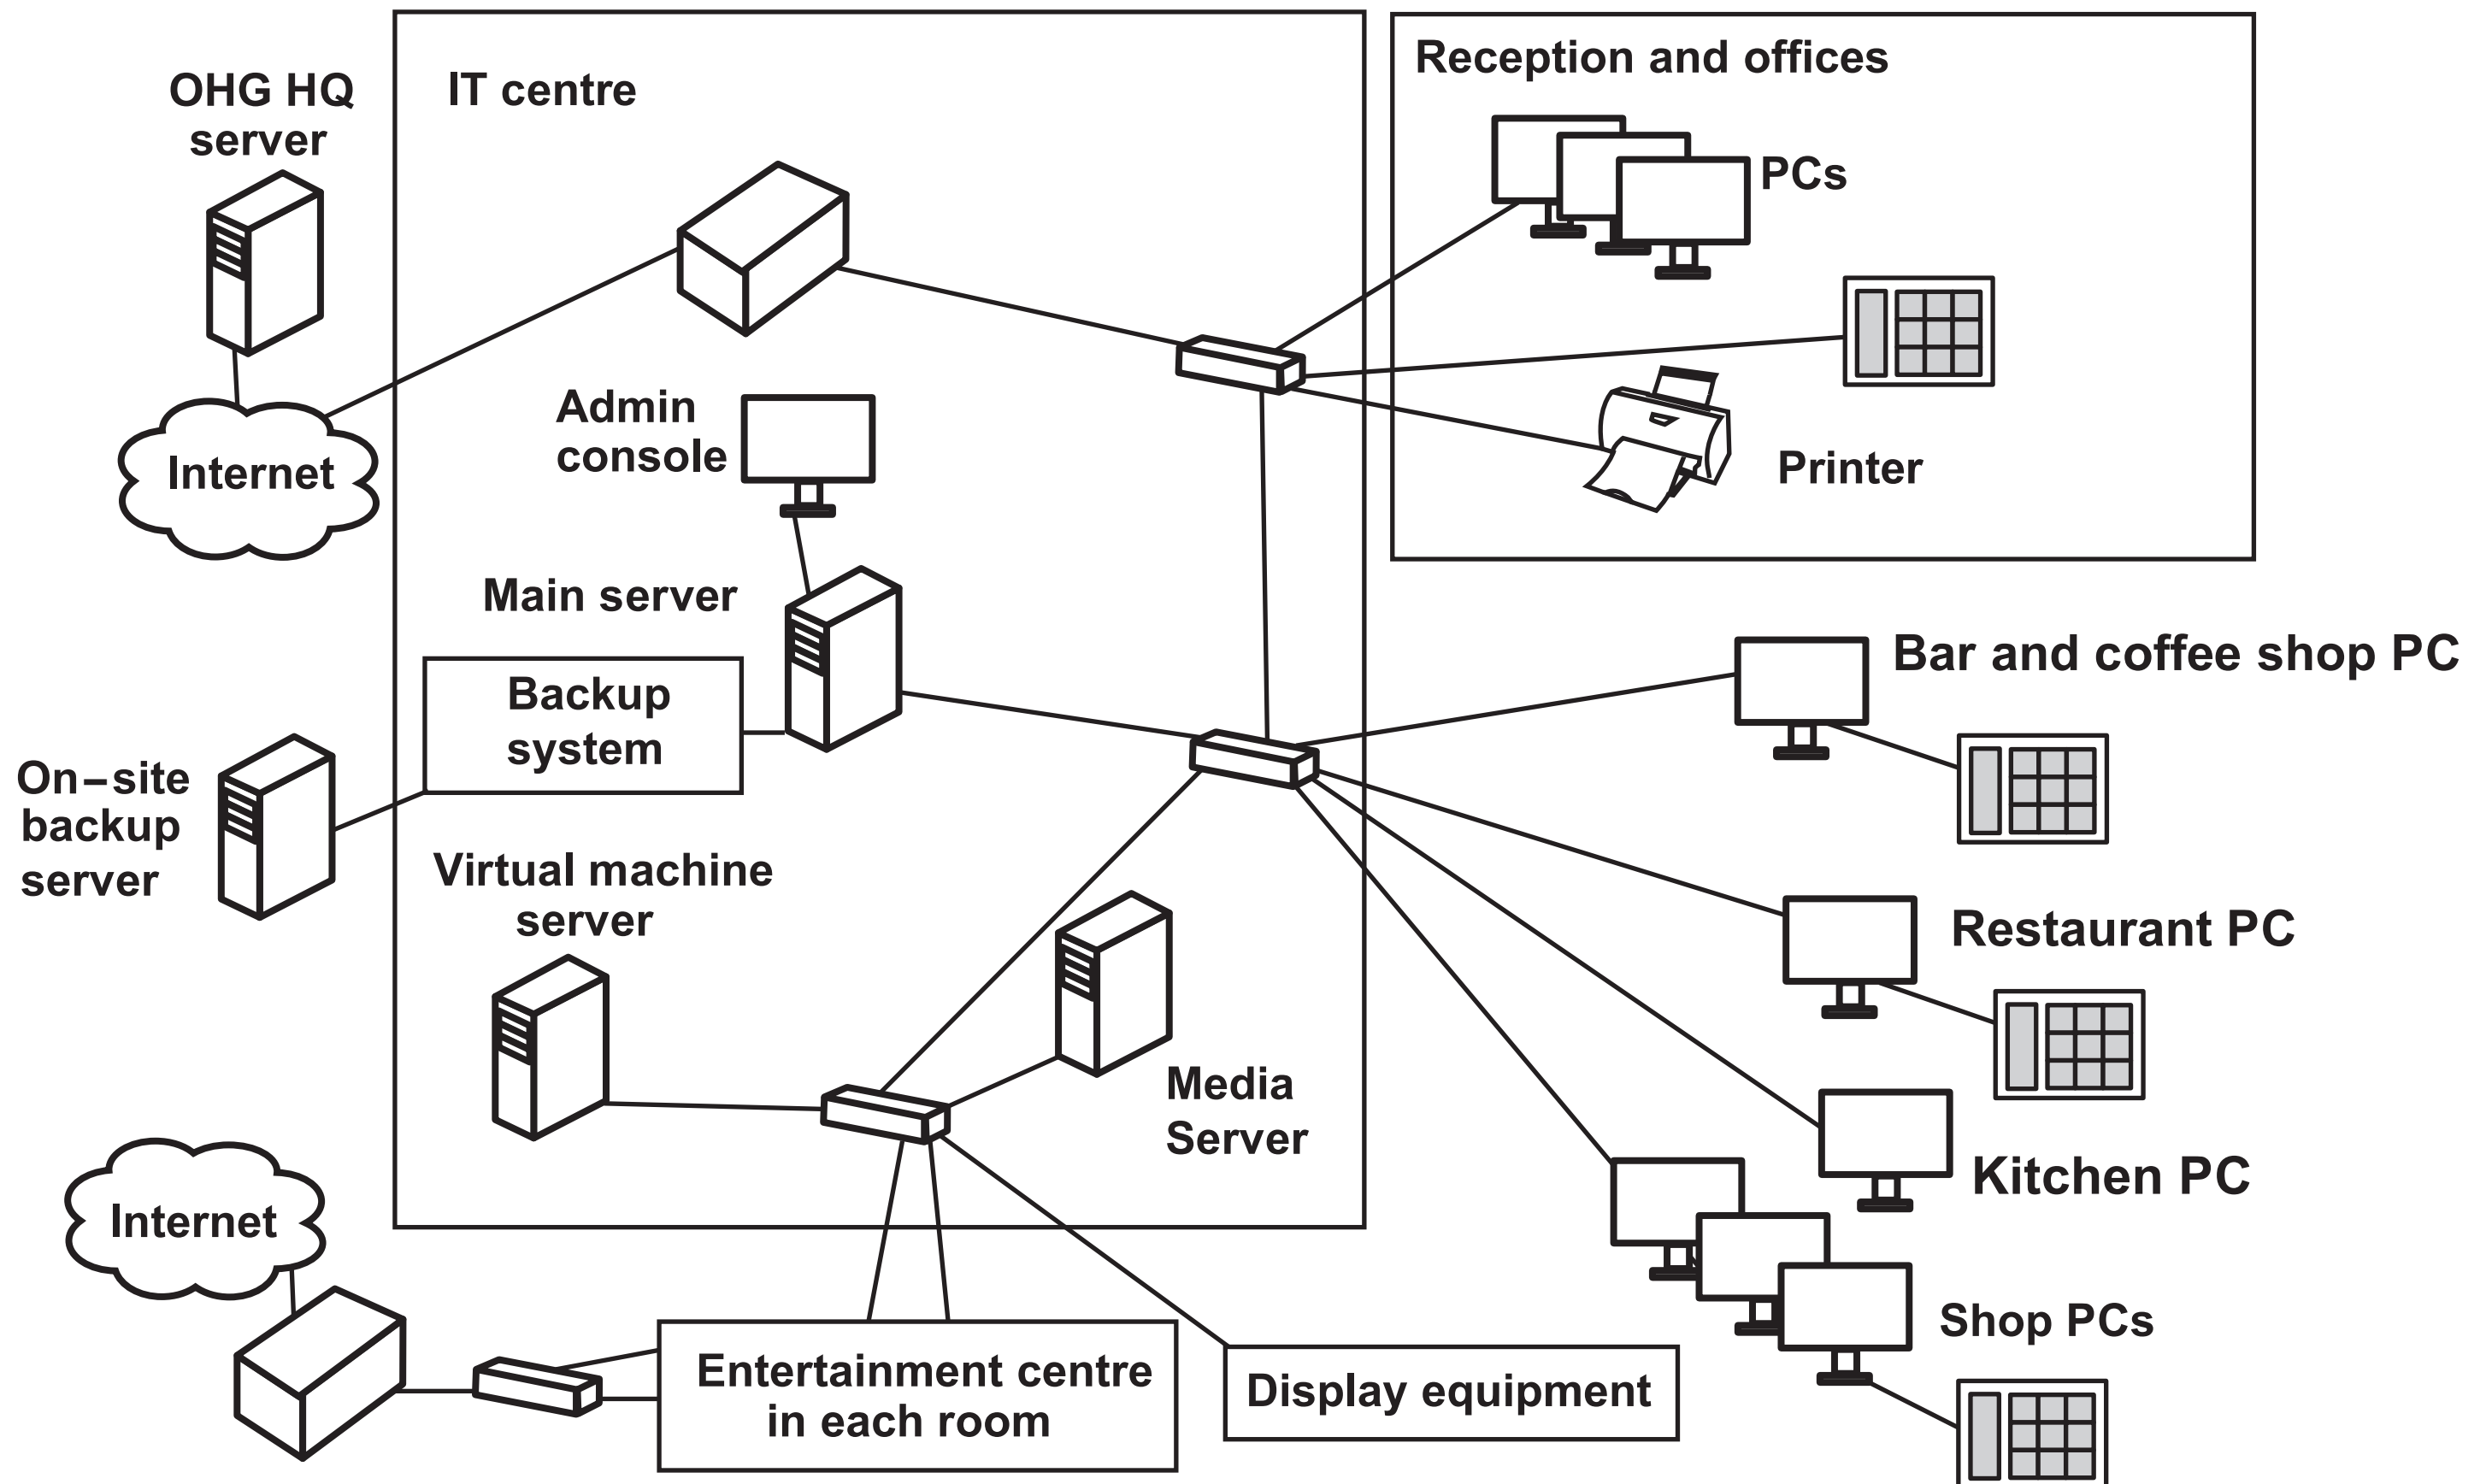 OHG HQ
server
IT centre
Reception and offices
PCs
Internet
Admin
console
Printer
Main server
Backup
system
Bar and coffee shop PC
On–site
backup
server
Virtual machine
server
Restaurant PC
Media
Server
Kitchen PC
Internet
Shop PCs
Entertainment centre
in each room
Display equipment